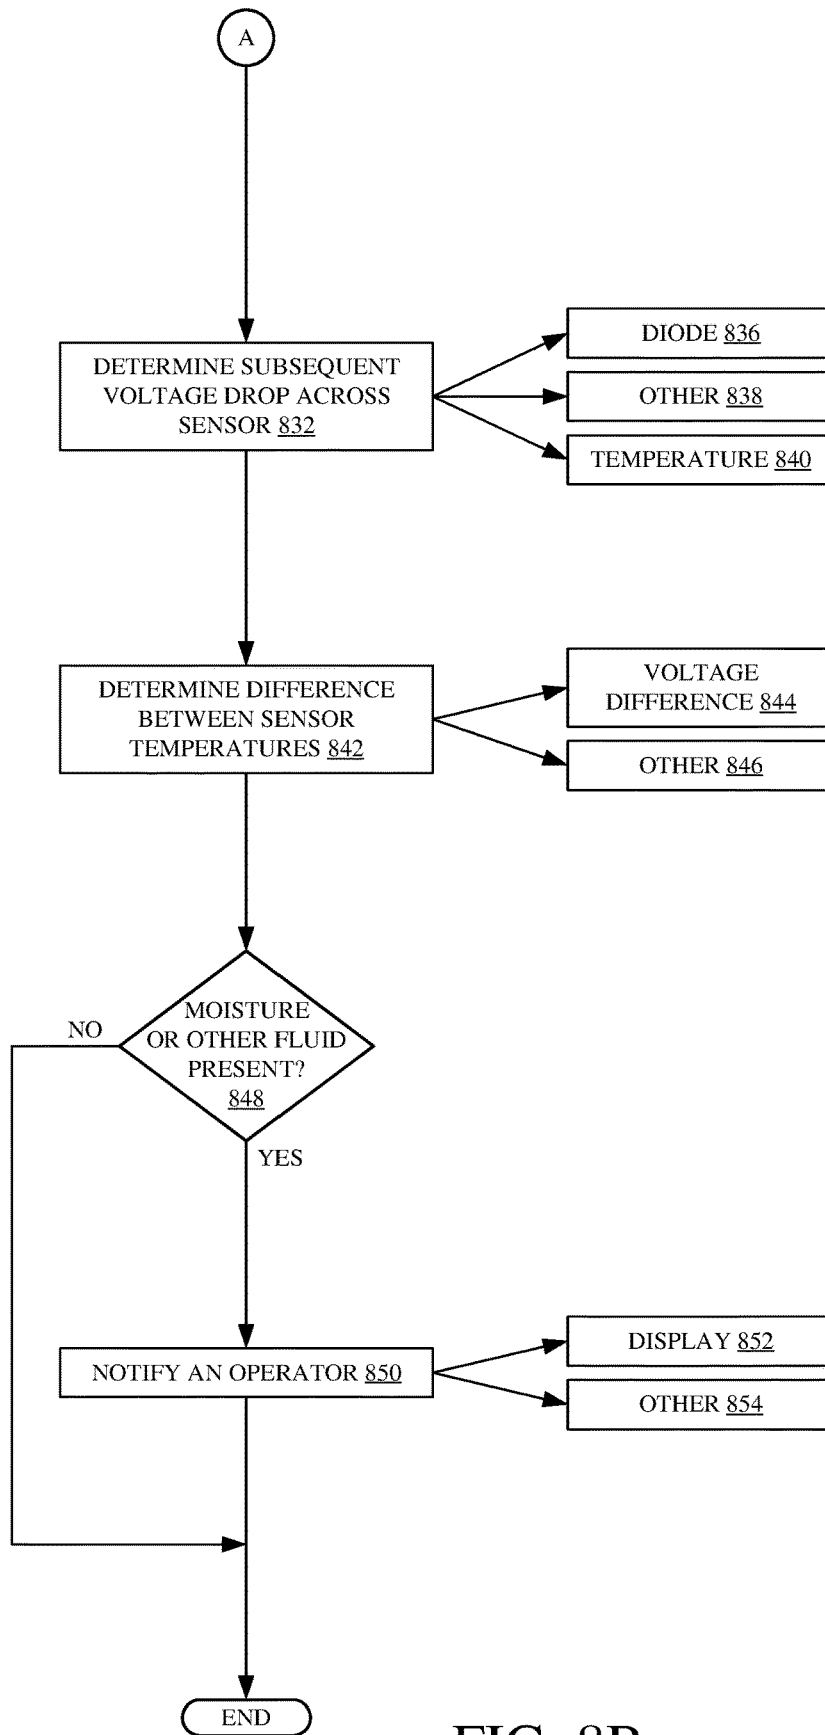 A
DETERMINE SUBSEQUENT
VOLTAGE DROP ACROSS
SENSOR 832
DIODE 836
OTHER 838
TEMPERATURE 840
DETERMINE DIFFERENCE
BETWEEN SENSOR
TEMPERATURES 842
VOLTAGE
DIFFERENCE 844
OTHER 846
MOISTURE
OR OTHER FLUID
PRESENT?
848
NO
YES
NOTIFY AN OPERATOR 850
DISPLAY 852
OTHER 854
END
FIG. 8B